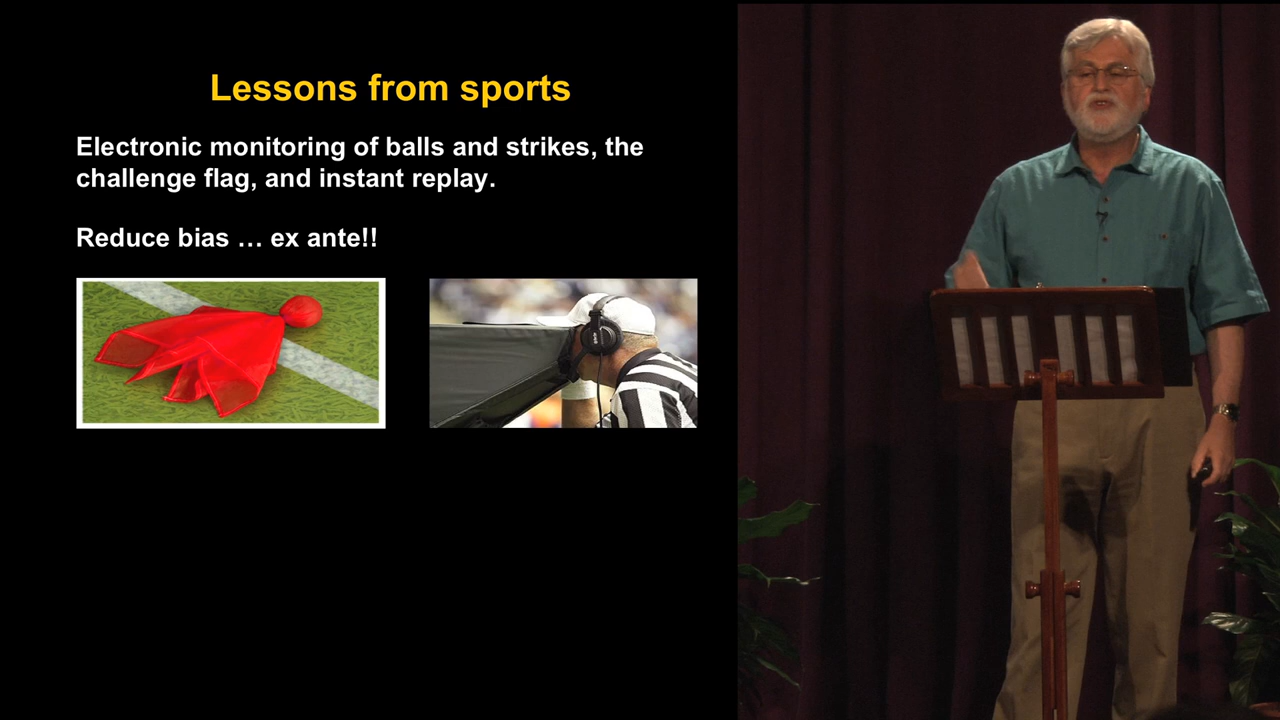 Lessons from sports
Electronic monitoring of balls and strikes, the
challenge flag, and instant replay.
Reduce bias … ex ante!!